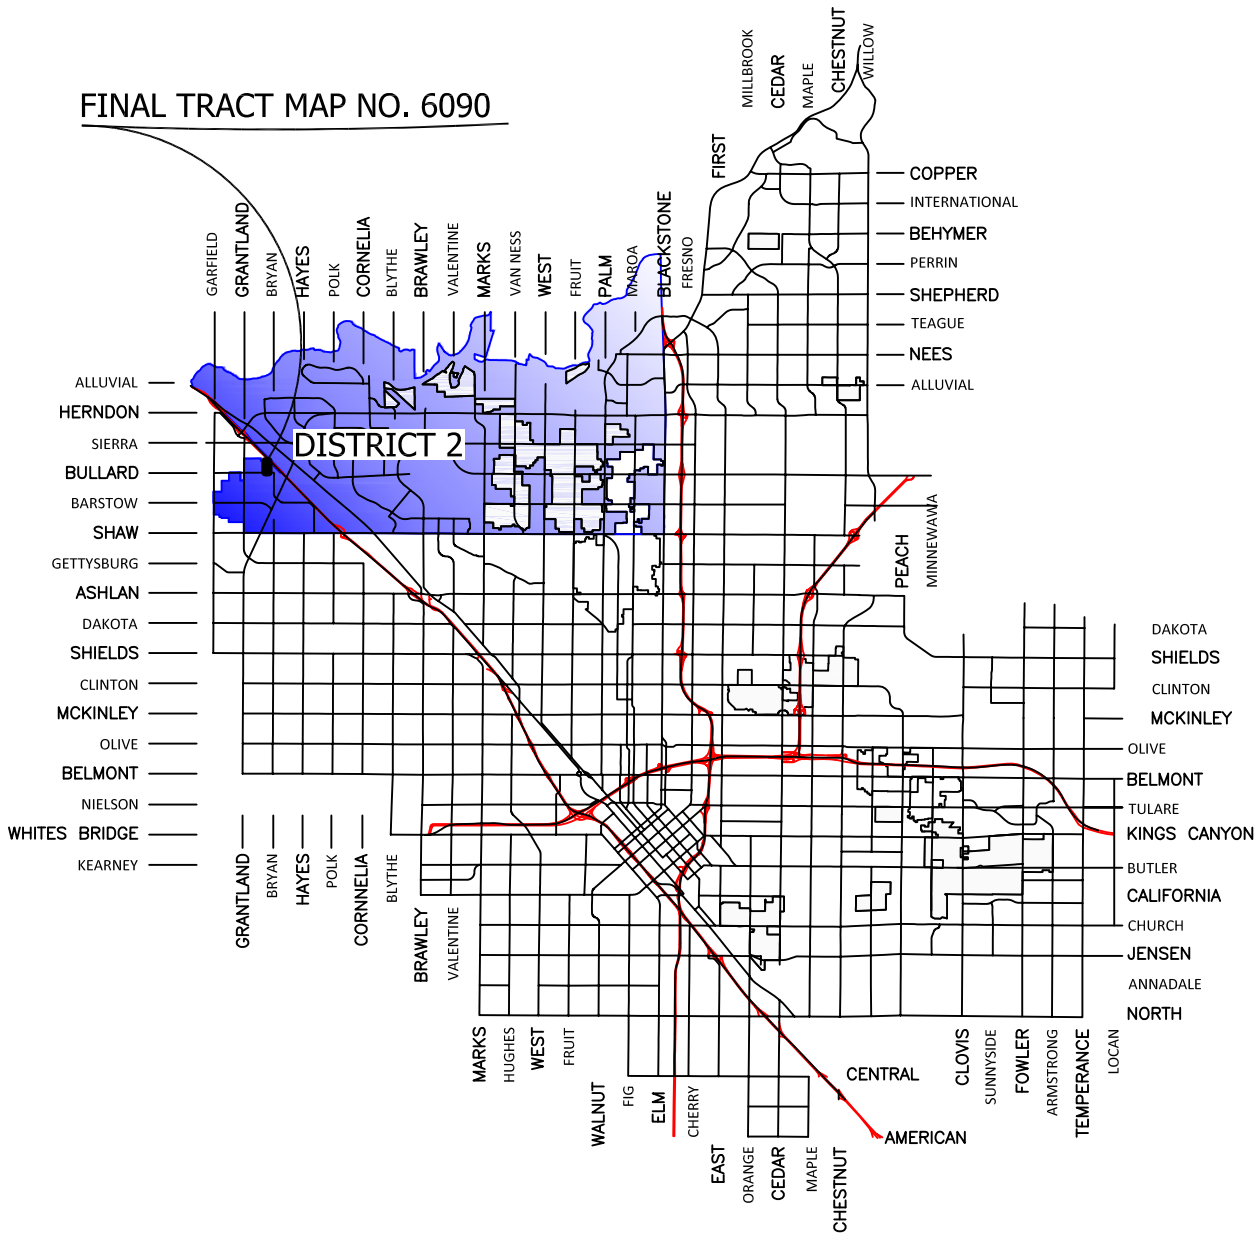 FINAL TRACT MAP NO. 6090
MILLBROOK
CEDAR
MAPLE
CHESTNUT
WILLOW
FIRST
COPPER
INTERNATIONAL
BEHYMER
PERRIN
SHEPHERD
TEAGUE
NEES
ALLUVIAL
GARFIELD
GRANTLAND
BRYAN
HAYES
POLK
CORNELIA
BLYTHE
BRAWLEY
VALENTINE
MARKS
VAN NESS
WEST
FRUIT
PALM
MAROA
BLACKSTONE
FRESNO
DISTRICT 2
ALLUVIAL
HERNDON
SIERRA
BULLARD
BARSTOW
SHAW
GETTYSBURG
ASHLAN
DAKOTA
SHIELDS
CLINTON
MCKINLEY
OLIVE
BELMONT
NIELSON
WHITES BRIDGE
KEARNEY
PEACH
MINNEWAWA
DAKOTA
SHIELDS
CLINTON
MCKINLEY
OLIVE
BELMONT
TULARE
KINGS CANYON
BUTLER
CALIFORNIA
CHURCH
JENSEN
ANNADALE
NORTH
GRANTLAND
BRYAN
HAYES
POLK
CORNNELIA
BLYTHE
BRAWLEY
VALENTINE
MARKS
HUGHES
WEST
FRUIT
WALNUT
FIG
ELM
CHERRY
EAST
ORANGE
CEDAR
MAPLE
CHESTNUT
CENTRAL
AMERICAN
CLOVIS
SUNNYSIDE
FOWLER
ARMSTRONG
TEMPERANCE
LOCAN